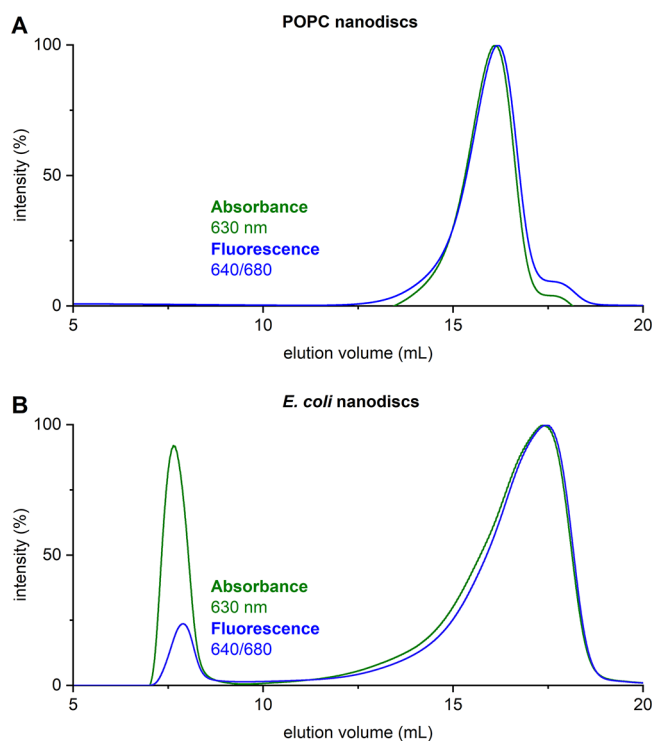 A
POPC nanodiscs
100
50
0
intensity (%)
Absorbance
630 nm
Fluorescence
640/680
5
10
15
20
elution volume (mL)
B
E. coli nanodiscs
100
50
0
intensity (%)
Absorbance
630 nm
Fluorescence
640/680
5
10
15
20
elution volume (mL)